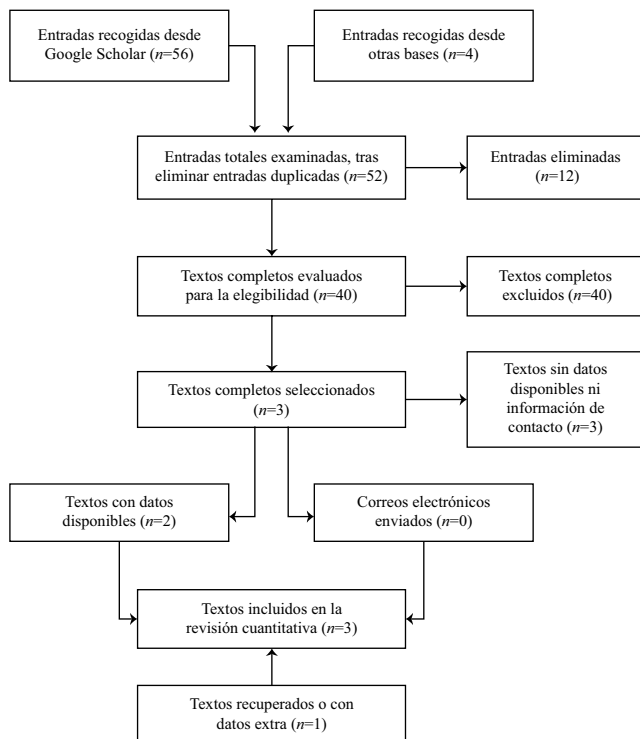 Entradas recogidas desde
Google Scholar (n=56)
Entradas recogidas desde
otras bases (n=4)
Entradas totales examinadas, tras
eliminar entradas duplicadas (n=52)
Entradas eliminadas
(n=12)
Textos completos evaluados
para la elegibilidad (n=40)
Textos completos
excluidos (n=40)
Textos completos seleccionados
(n=3)
Textos sin datos
disponibles ni
información de
contacto (n=3)
Textos con datos
disponibles (n=2)
Correos electrónicos
enviados (n=0)
Textos incluidos en la
revisión cuantitativa (n=3)
Textos recuperados o con
datos extra (n=1)